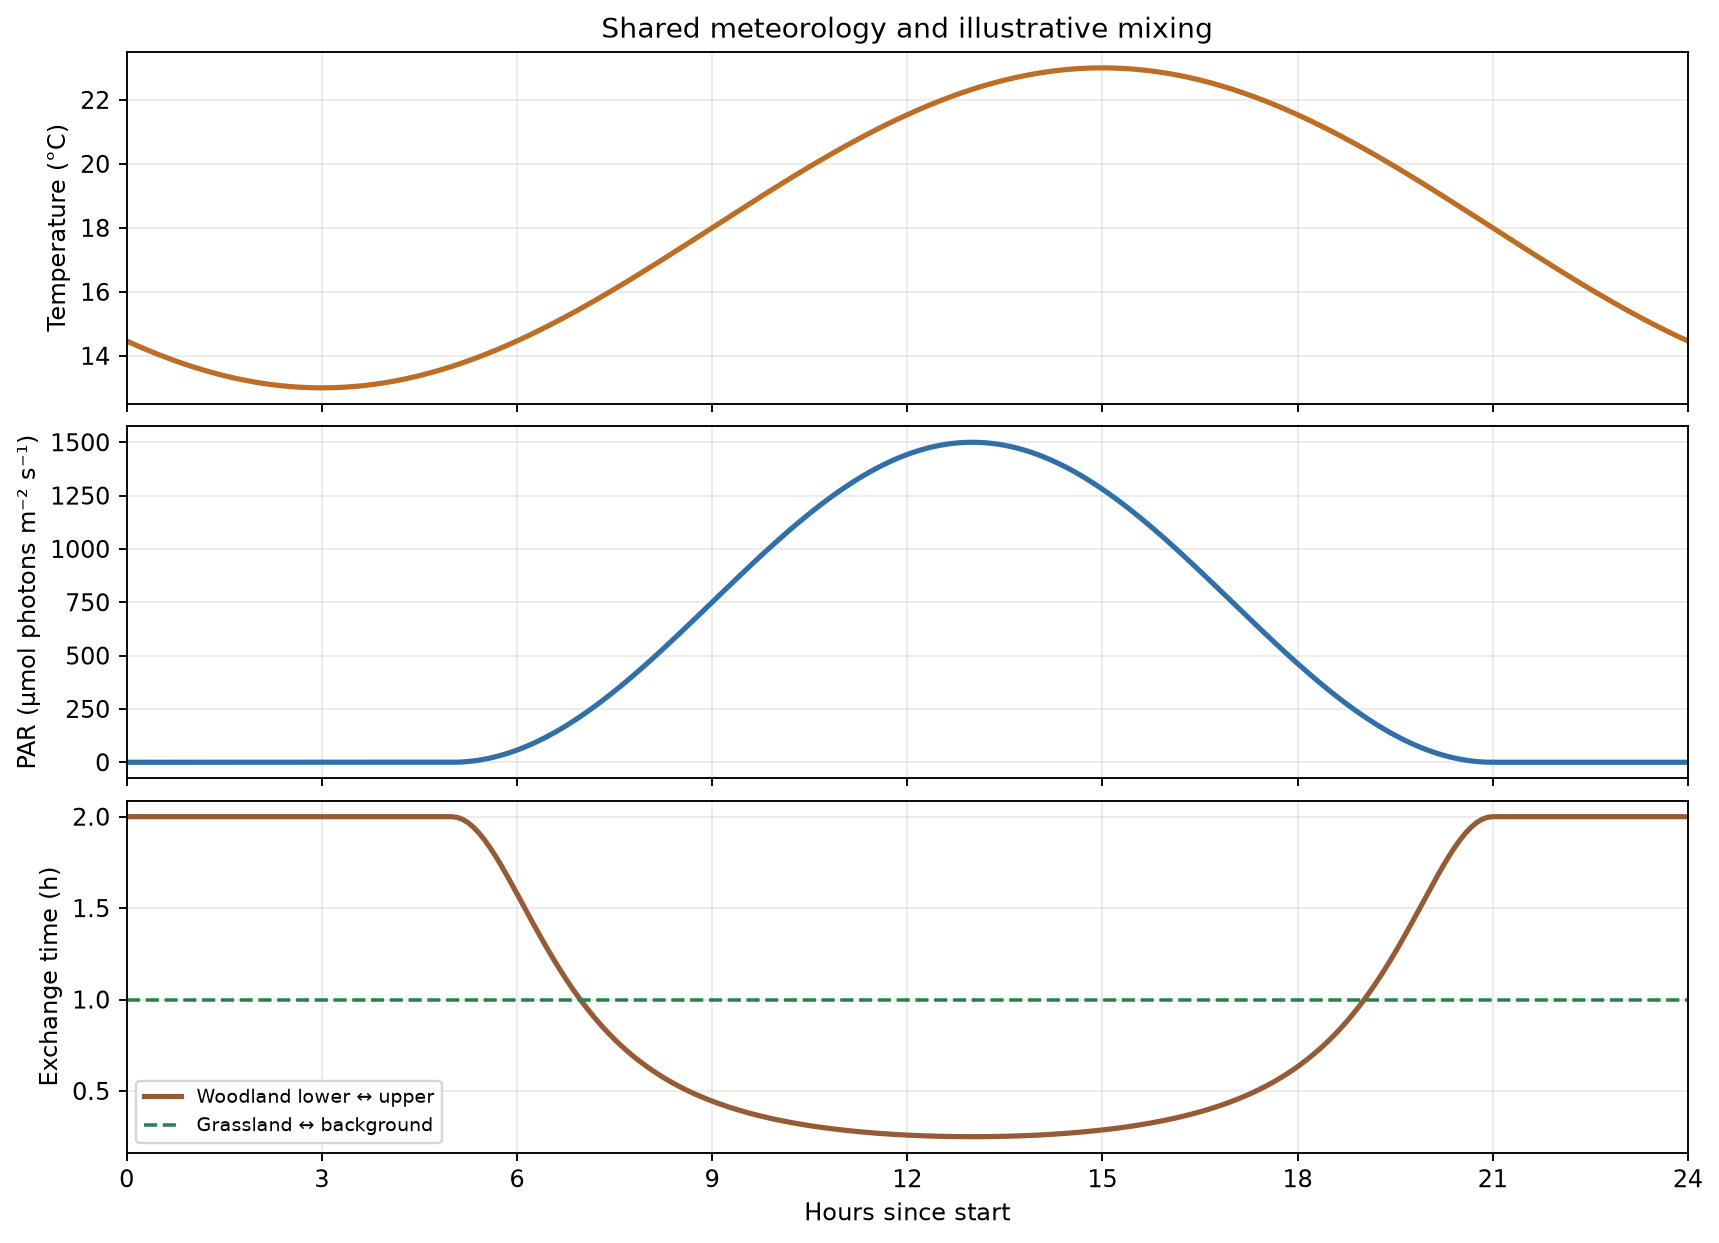 Shared meteorology and illustrative mixing
Temperature (°C)
22
20
18
16
14
PAR (µmol photons m⁻² s⁻¹)
1500
1250
1000
750
500
250
0
Exchange time (h)
2.0
1.5
1.0
0.5
Woodland lower ↔ upper
Grassland ↔ background
0 3 6 9 12 15 18 21 24
Hours since start